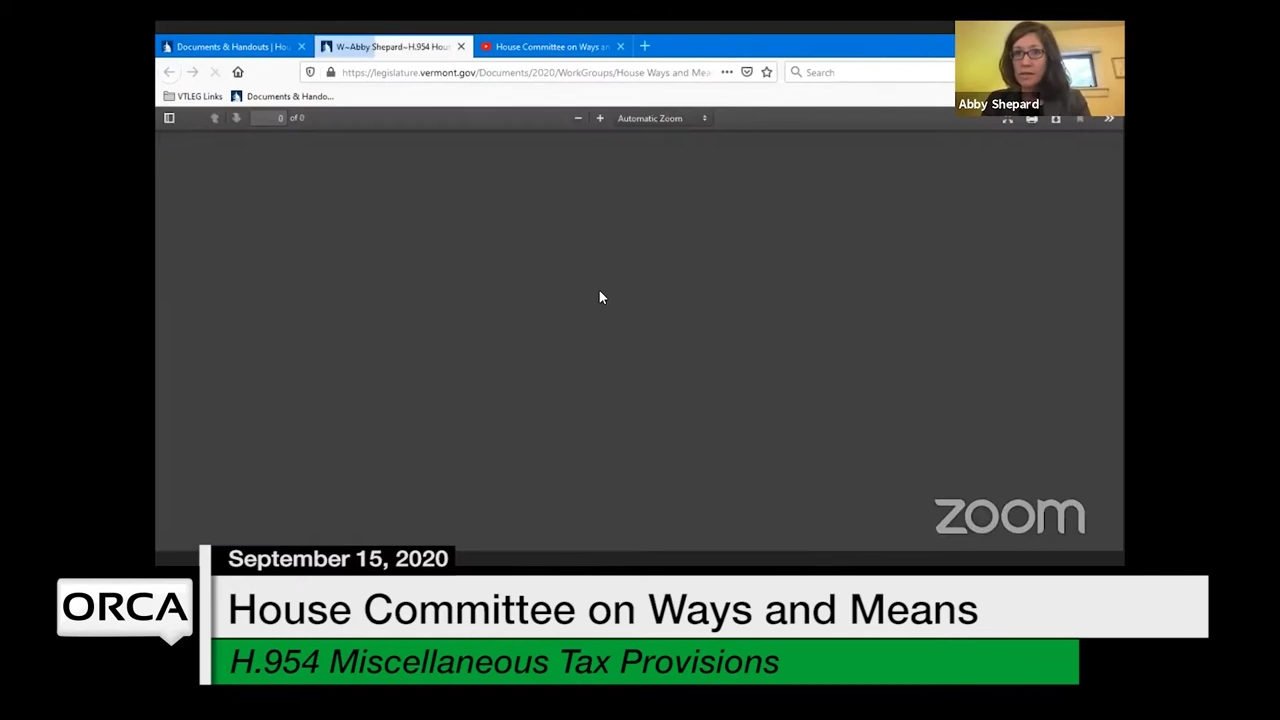 Documents & Handouts | Hou
W~Abby Shepard~H.954 Hous
House Committee on Ways an
https://legislature.vermont.gov/Documents/2020/WorkGroups/House Ways and Mea
Search
VTLEG Links
Documents & Hando...
0 of 0
Automatic Zoom
Abby Shepard
zoom
September 15, 2020
ORCA
House Committee on Ways and Means
H.954 Miscellaneous Tax Provisions